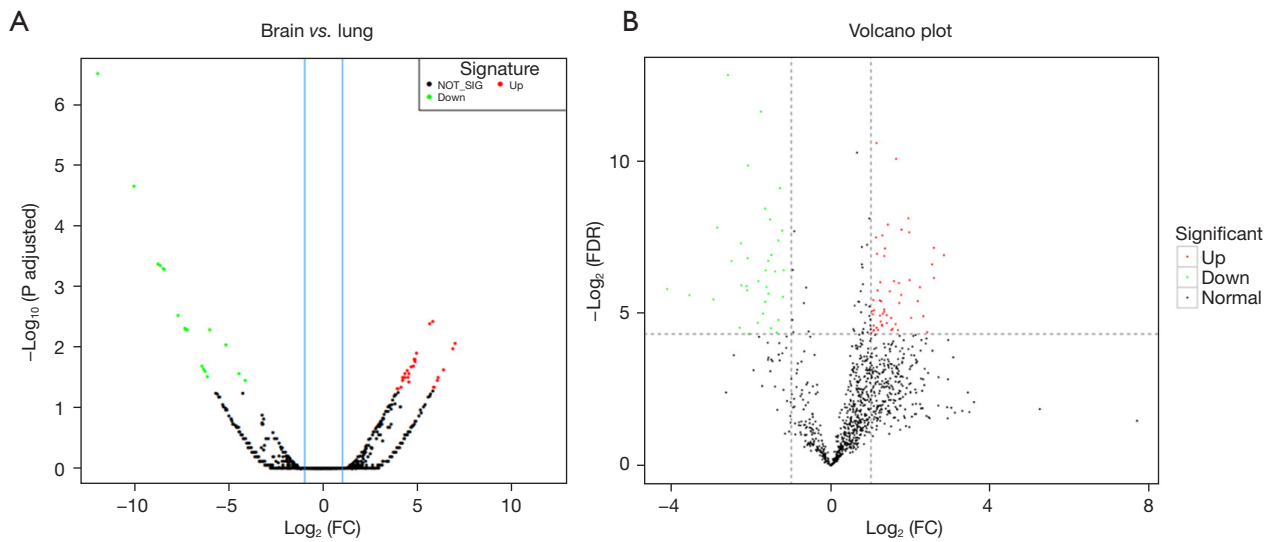 A
Brain vs. lung
Signature
NOT_SIG Up
Down
6
5
4
3
2
1
0
−Log10 (P adjusted)
−10 −5 0 5 10
Log2 (FC)
B
Volcano plot
10
5
0
−Log2 (FDR)
−4 0 4 8
Log2 (FC)
Significant
Up
Down
Normal